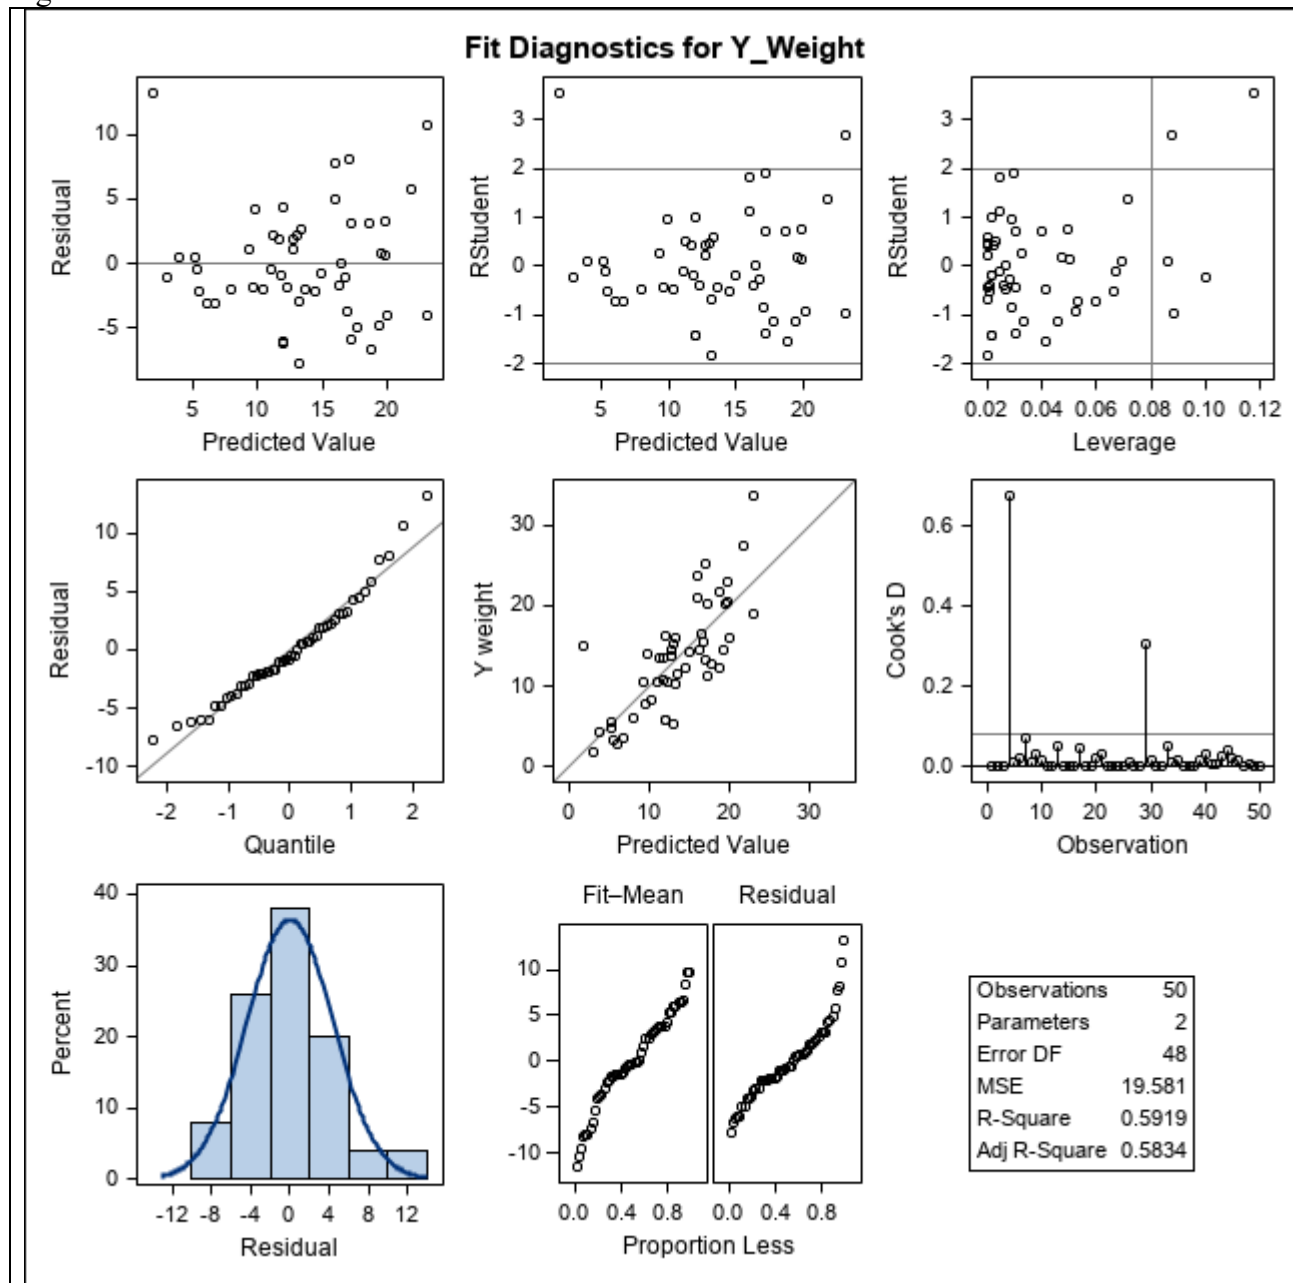 Fit Diagnostics for Y_Weight
Residual
10
5
0
-5
5 10 15 20
Predicted Value
RStudent
3
2
1
0
-1
-2
5 10 15 20
Predicted Value
RStudent
3
2
1
0
-1
-2
0.02 0.04 0.06 0.08 0.10 0.12
Leverage
Residual
10
5
0
-5
-10
-2 -1 0 1 2
Quantile
Y weight
30
20
10
0
0 10 20 30
Predicted Value
Cook's D
0.6
0.4
0.2
0.0
0 10 20 30 40 50
Observation
Percent
40
30
20
10
0
-12 -8 -4 0 4 8 12
Residual
Fit–Mean Residual
10
5
0
-5
-10
0.0 0.4 0.8 0.0 0.4 0.8
Proportion Less
Observations 50
Parameters 2
Error DF 48
MSE 19.581
R-Square 0.5919
Adj R-Square 0.5834